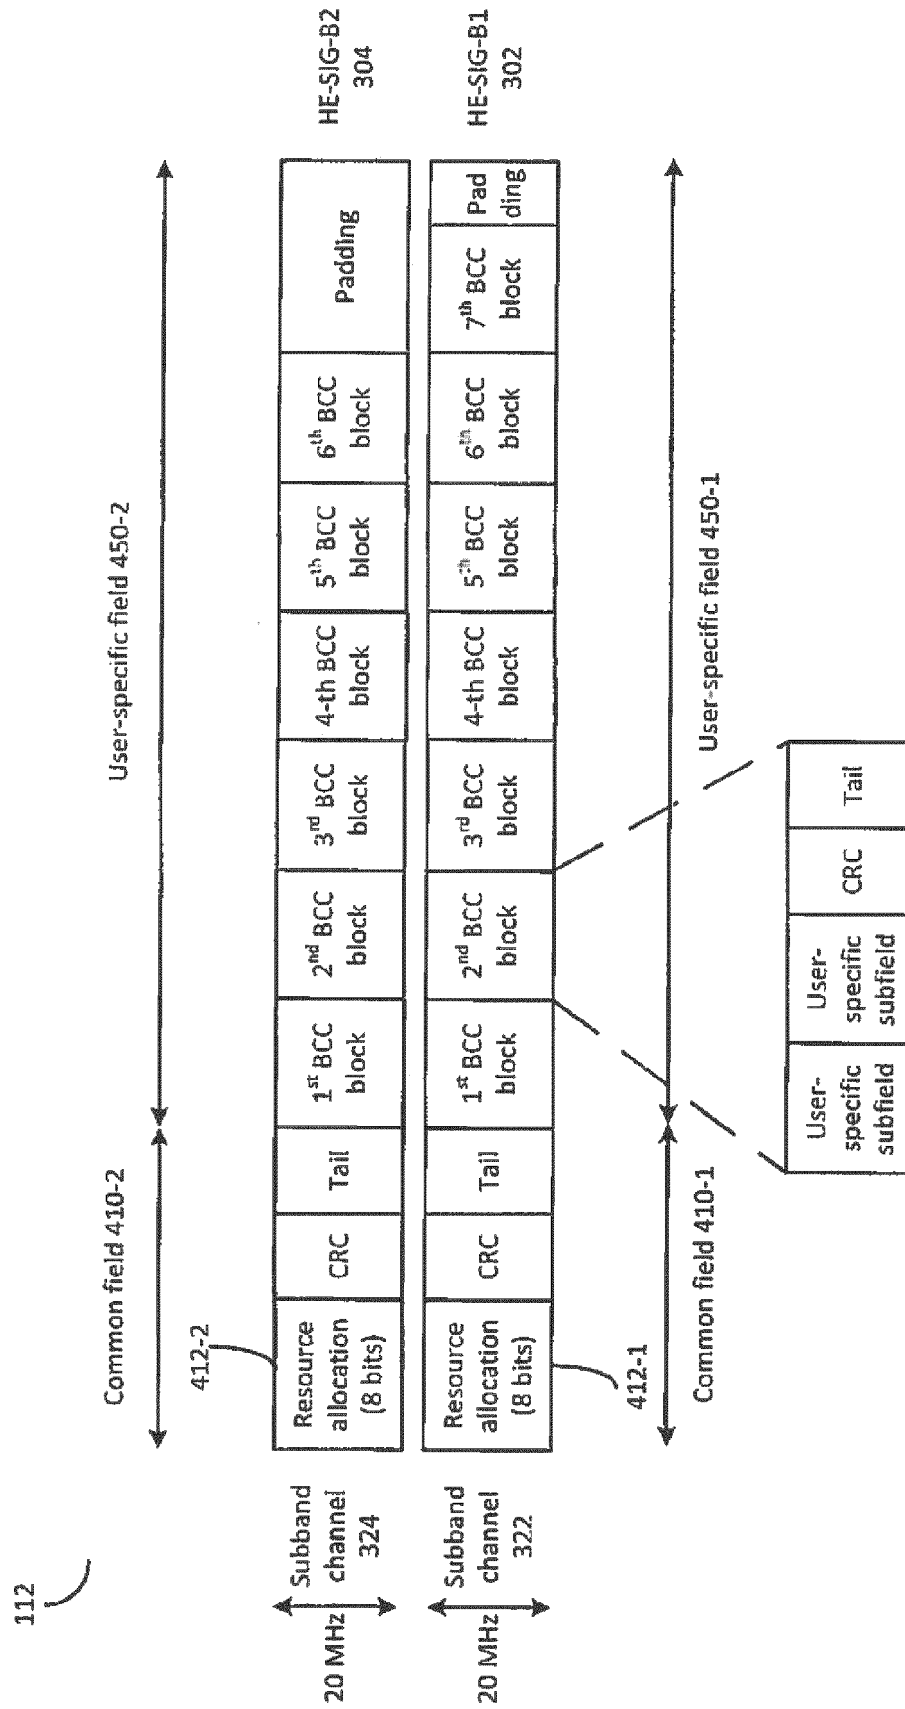 112
User-specific field 450-2
Common field 410-2
412-2
20 MHz
Subband
channel
324
Resource
allocation
(8 bits)
CRC
Tail
1st BCC
block
2nd BCC
block
3rd BCC
block
4-th BCC
block
5th BCC
block
6th BCC
block
Padding
HE-SIG-B2
304
20 MHz
Subband
channel
322
Resource
allocation
(8 bits)
CRC
Tail
1st BCC
block
2nd BCC
block
3rd BCC
block
4-th BCC
block
5th BCC
block
6th BCC
block
7th BCC
block
Pad
ding
HE-SIG-B1
302
412-1
Common field 410-1
User-specific field 450-1
User-
specific
subfield
User-
specific
subfield
CRC
Tail